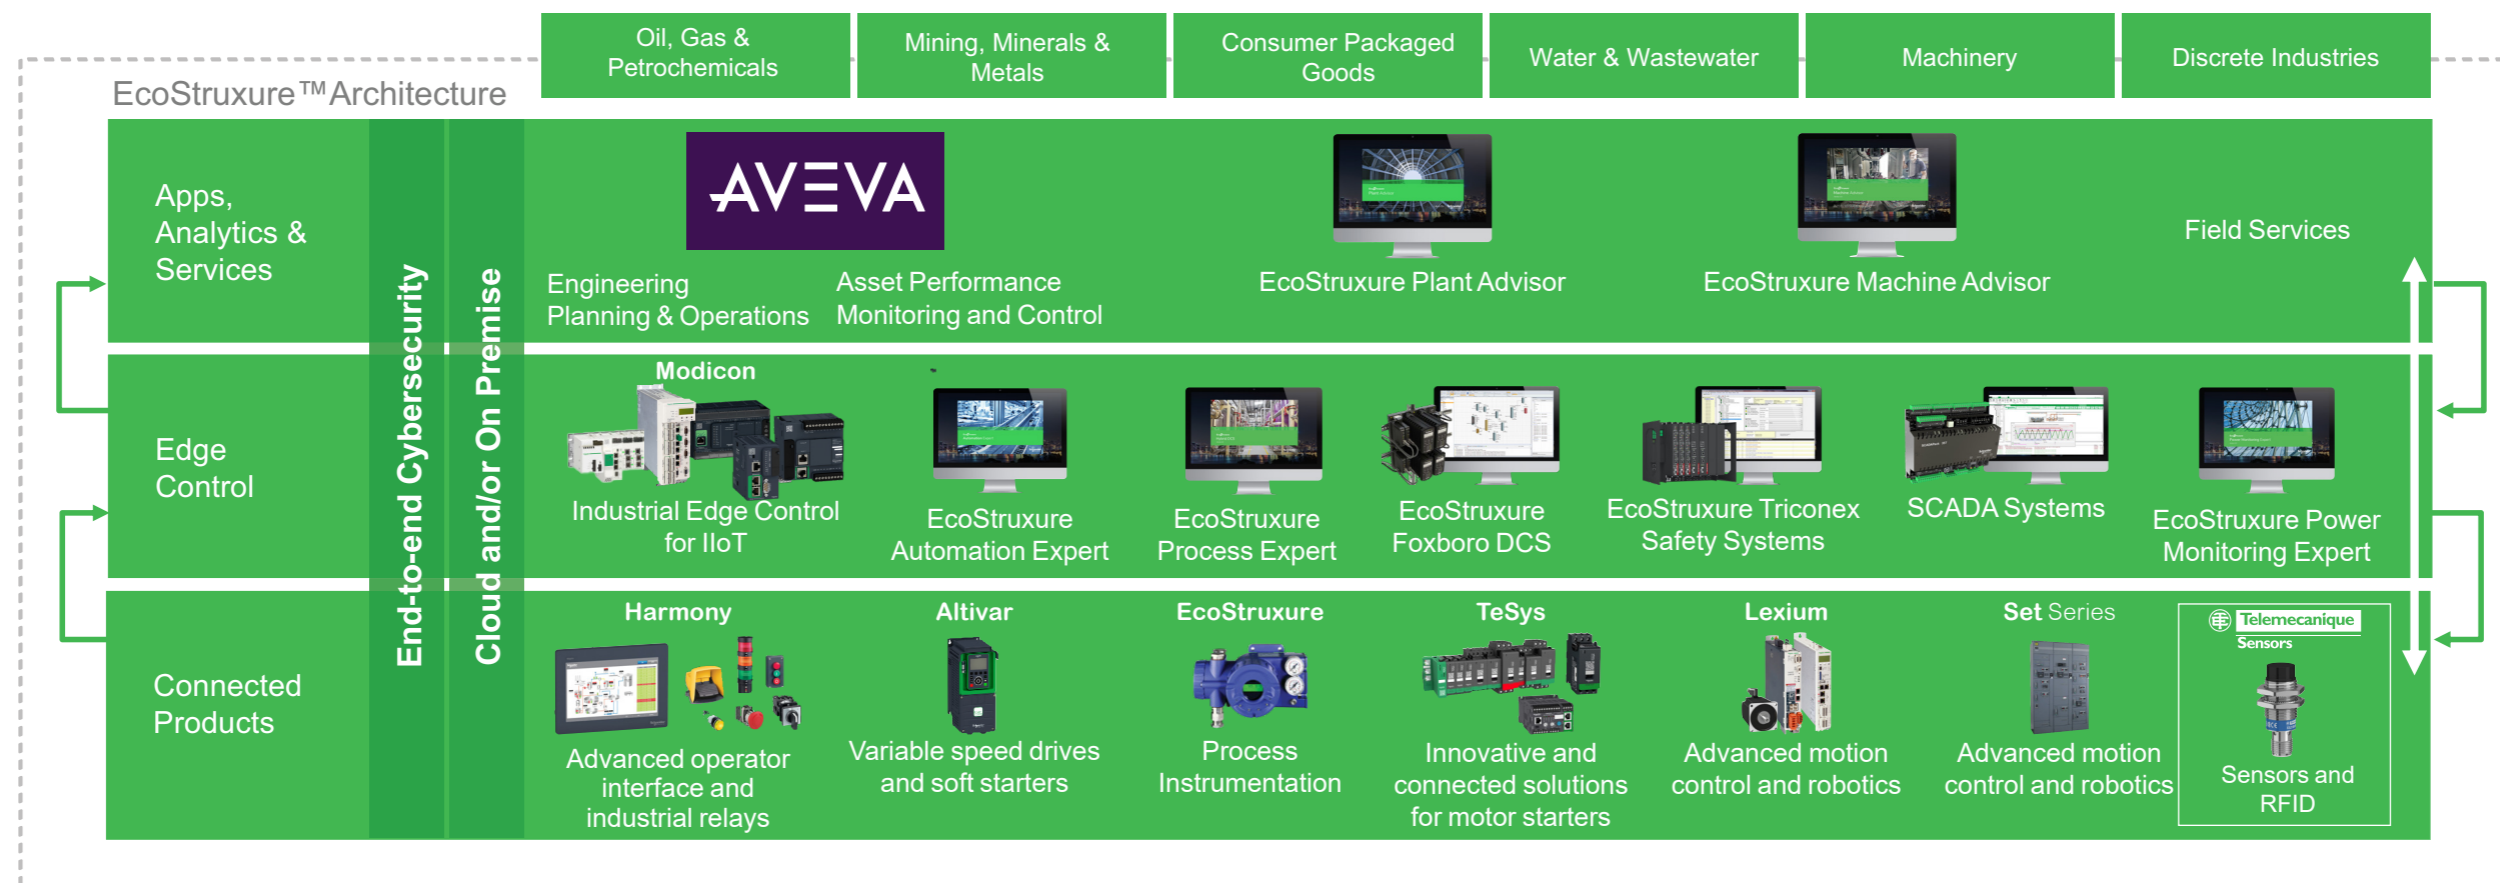 Oil, Gas &
Petrochemicals
Mining, Minerals &
Metals
Consumer Packaged
Goods
Water & Wastewater
Machinery
Discrete Industries
EcoStruxure™Architecture
Apps,
Analytics &
Services
End-to-end Cybersecurity
Cloud and/or On Premise
AVEVA
Engineering
Planning & Operations
Asset Performance
Monitoring and Control
EcoStruxure Plant Advisor
EcoStruxure Machine Advisor
Field Services
Edge
Control
Modicon
Industrial Edge Control
for IIoT
EcoStruxure
Automation Expert
EcoStruxure
Process Expert
EcoStruxure
Foxboro DCS
EcoStruxure Triconex
Safety Systems
SCADA Systems
EcoStruxure Power
Monitoring Expert
Connected
Products
Harmony
Advanced operator
interface and
industrial relays
Altivar
Variable speed drives
and soft starters
EcoStruxure
Process
Instrumentation
TeSys
Innovative and
connected solutions
for motor starters
Lexium
Advanced motion
control and robotics
Set Series
Advanced motion
control and robotics
Telemecanique
Sensors
Sensors and
RFID